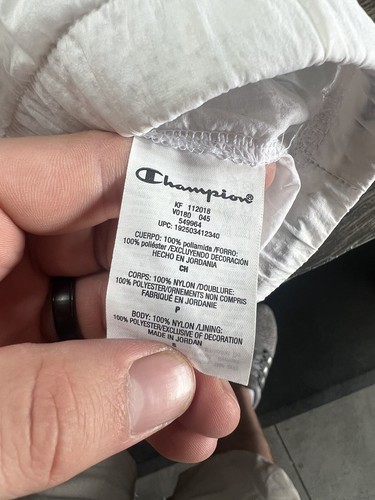 Champion
KF 112018
V0180 045
549964
UPC: 192503412340
CUERPO: 100% poliamida /FORRO:
100% poliéster /EXCLUYENDO DECORACIÓN
HECHO EN JORDANIA
CH
CORPS: 100% NYLON /DOUBLURE:
100% POLYESTER/ORNEMENTS NON COMPRIS
FABRIQUÉ EN JORDANIE
P
BODY: 100% NYLON /LINING:
100% POLYESTER/EXCLUSIVE OF DECORATION
MADE IN JORDAN
S